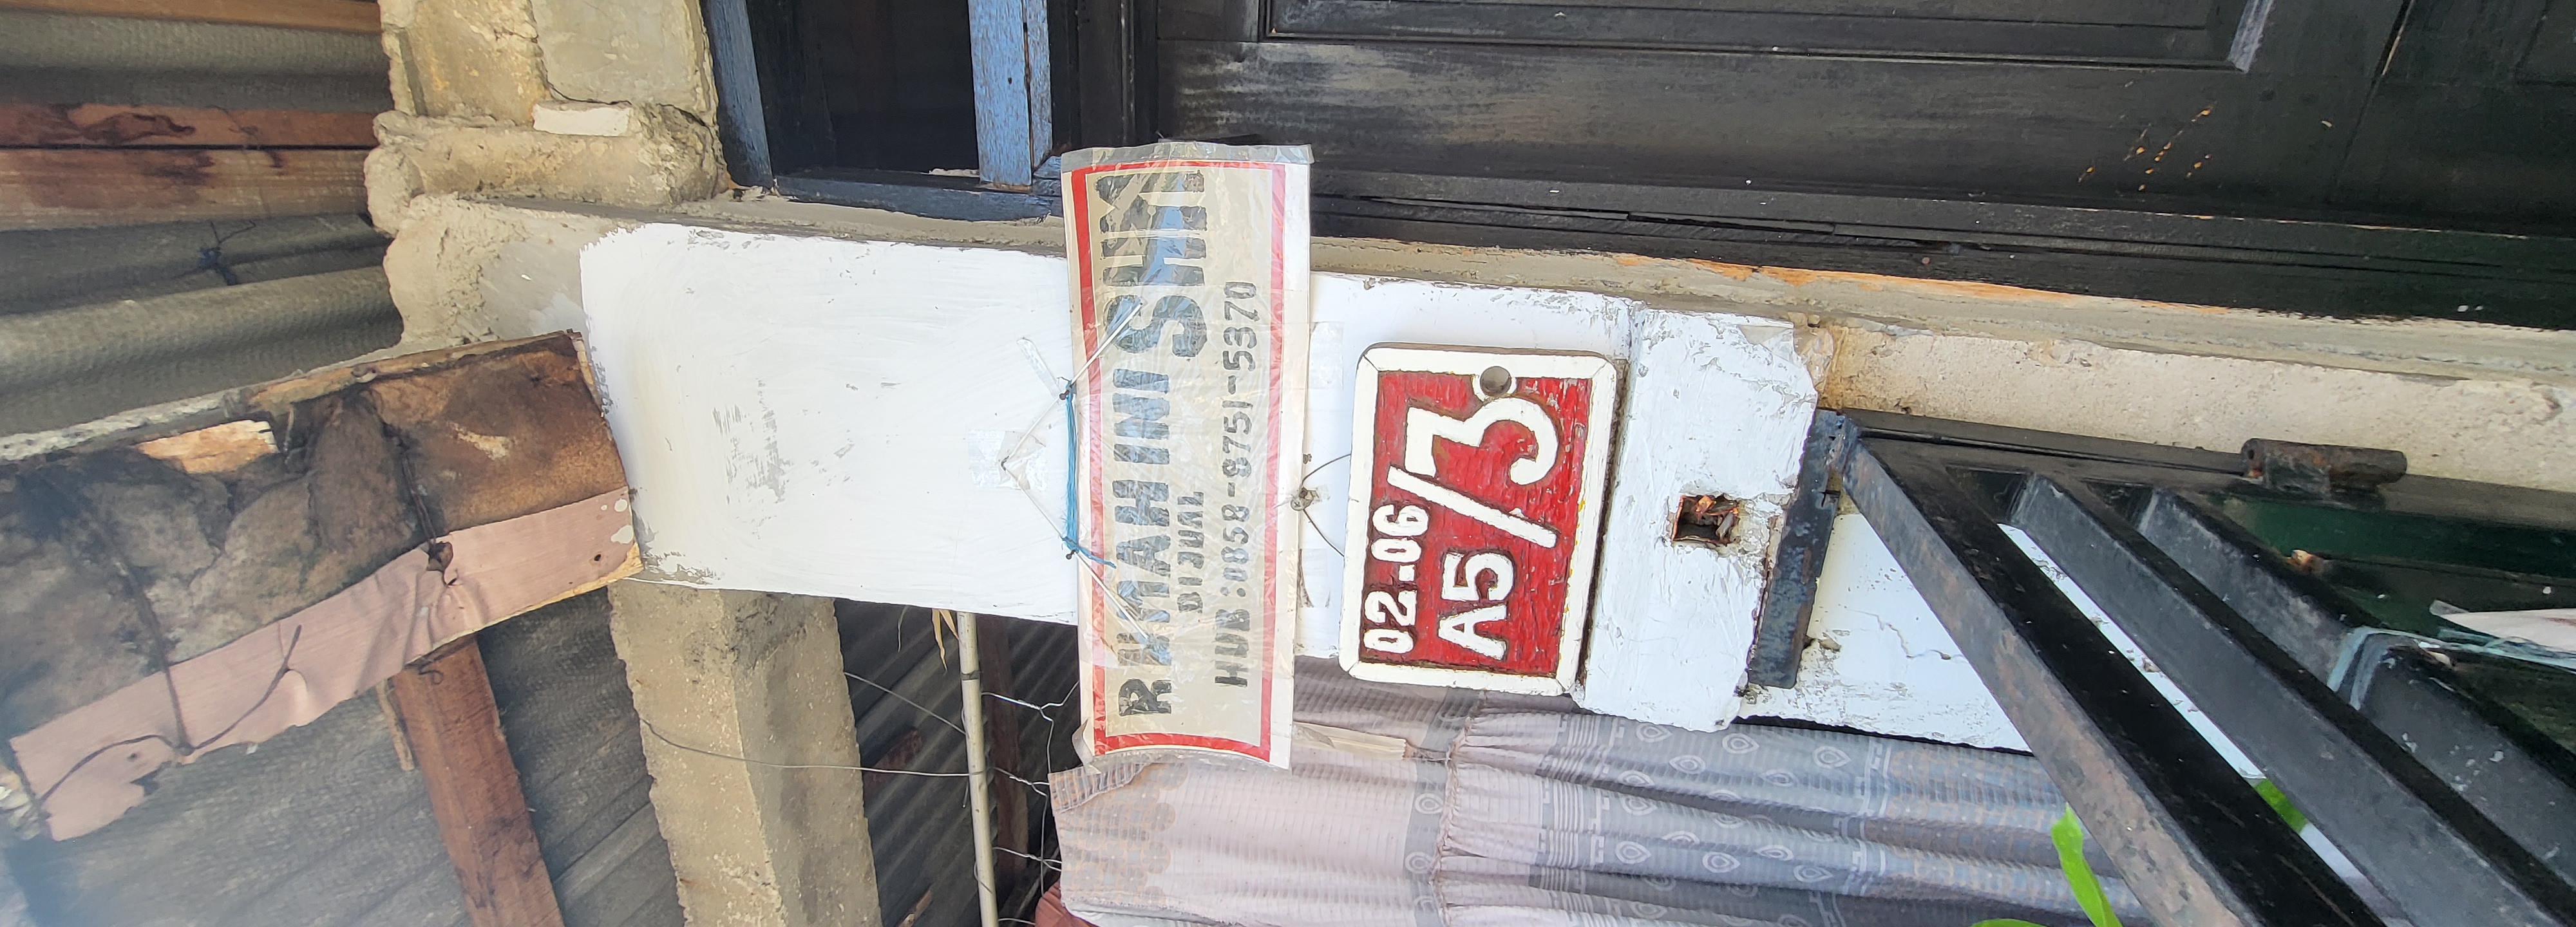 RUMAH INI SHM
DIJUAL
HUB:0858-9751-5370
02.06
A5/3